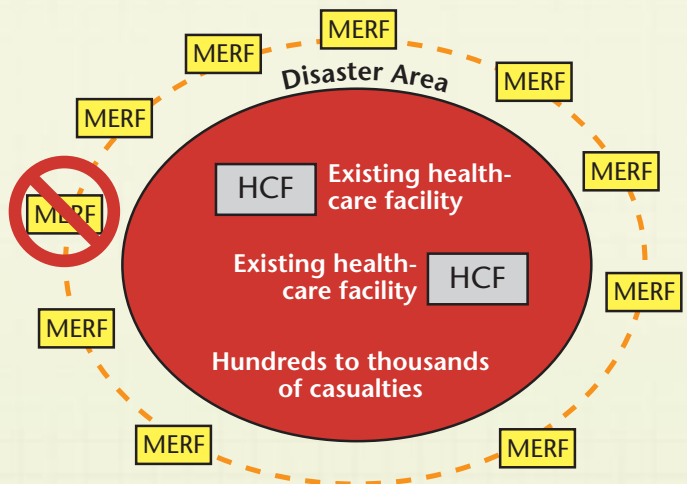 MERF
MERF
MERF
Disaster Area
MERF
MERF
MERF
MERF
HCF
Existing health-
care facility
Existing health-
care facility
HCF
MERF
MERF
Hundreds to thousands
of casualties
MERF
MERF